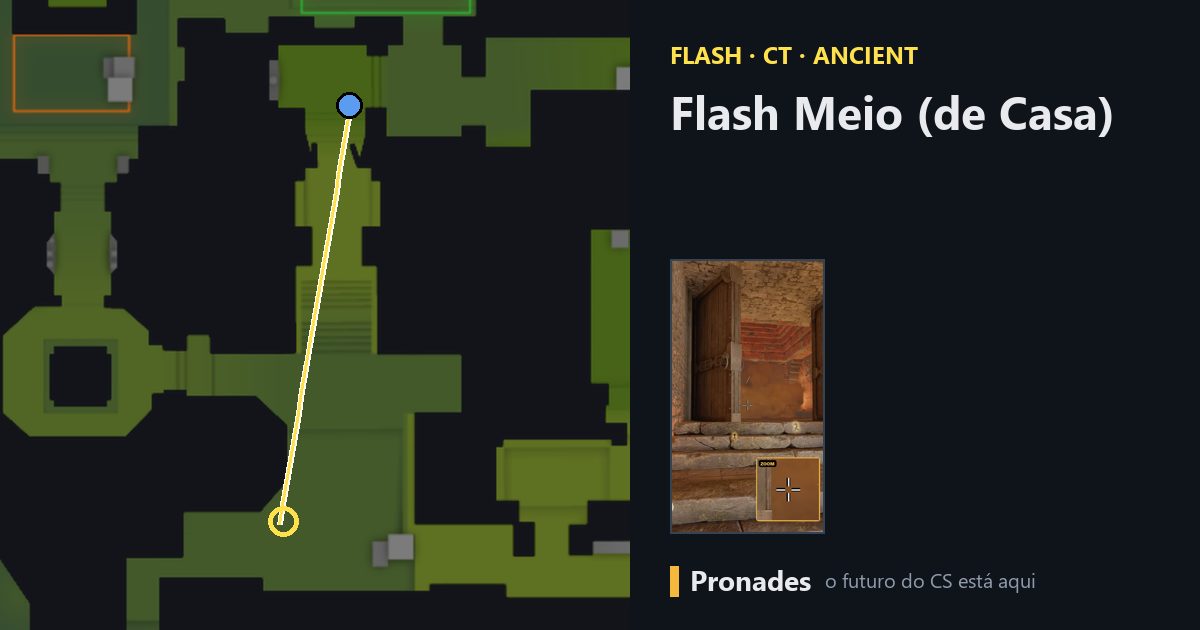 FLASH · CT · ANCIENT
Flash Meio (de Casa)
ZOOM
Pronades o futuro do CS está aqui